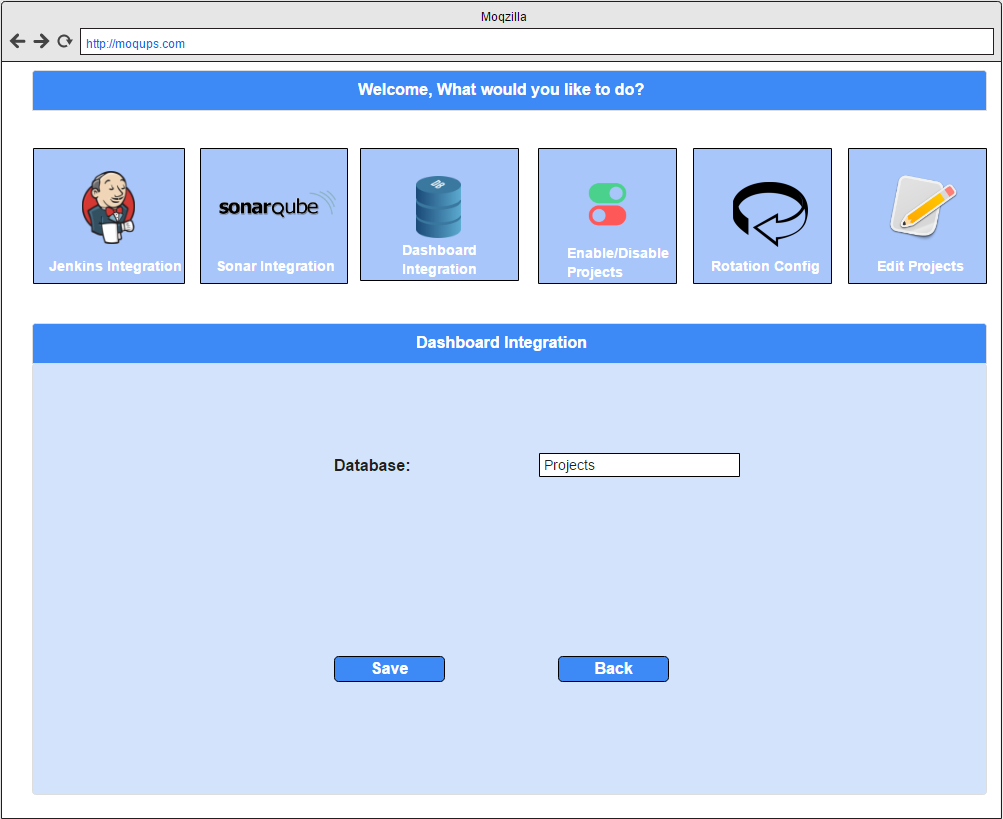 Moqzilla
http://moqups.com
Welcome, What would you like to do?
DB
sonarqube
Jenkins Integration
Sonar Integration
Dashboard
Integration
Enable/Disable
Projects
Rotation Config
Edit Projects
Dashboard Integration
Database:
Projects
Save
Back